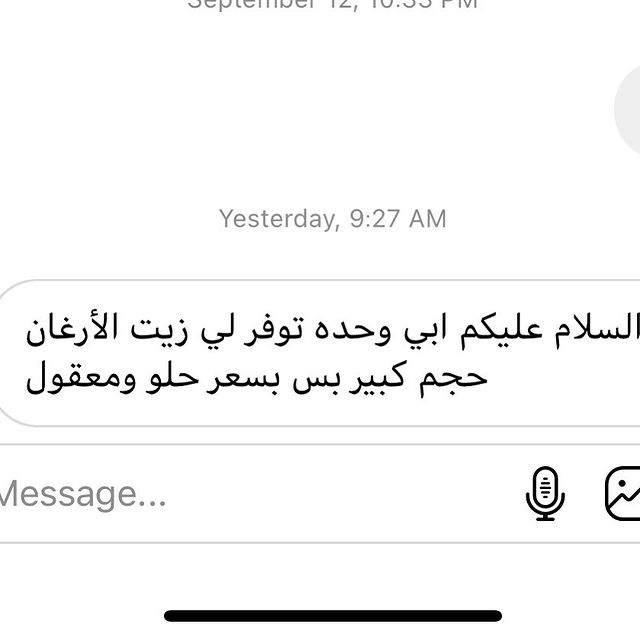 September 12, 10:33 PM
Yesterday, 9:27 AM
السلام عليكم ابي وحده توفر لي زيت الأرغان
حجم كبير بس بسعر حلو ومعقول
Message...